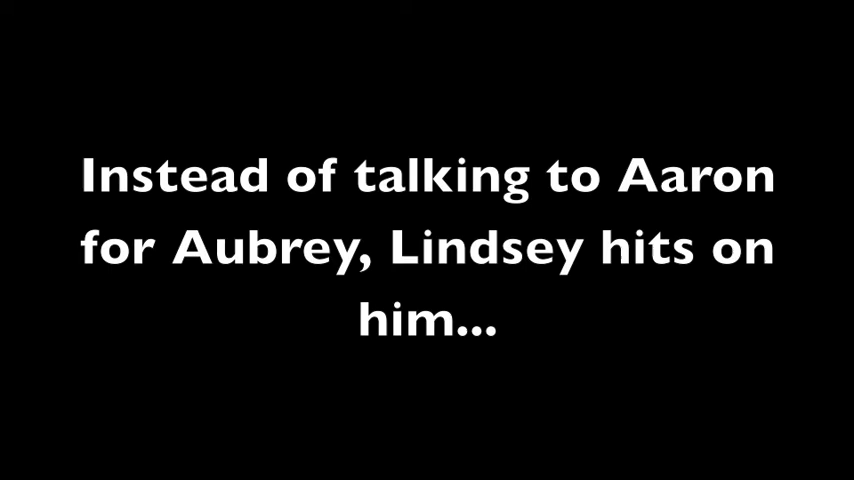 Instead of talking to Aaron
for Aubrey, Lindsey hits on
him...